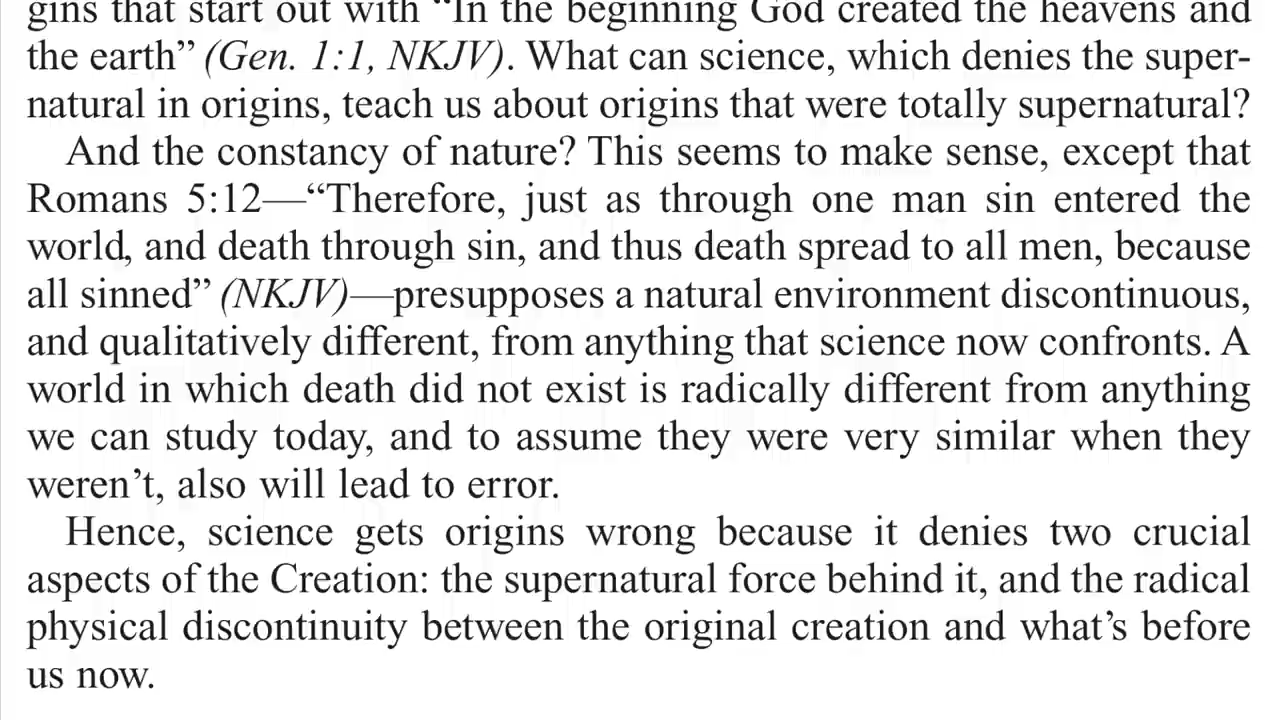 gins that start out with “In the beginning God created the heavens and
the earth” (Gen. 1:1, NKJV). What can science, which denies the super-
natural in origins, teach us about origins that were totally supernatural?
And the constancy of nature? This seems to make sense, except that
Romans 5:12—“Therefore, just as through one man sin entered the
world, and death through sin, and thus death spread to all men, because
all sinned” (NKJV)—presupposes a natural environment discontinuous,
and qualitatively different, from anything that science now confronts. A
world in which death did not exist is radically different from anything
we can study today, and to assume they were very similar when they
weren’t, also will lead to error.
Hence, science gets origins wrong because it denies two crucial
aspects of the Creation: the supernatural force behind it, and the radical
physical discontinuity between the original creation and what’s before
us now.